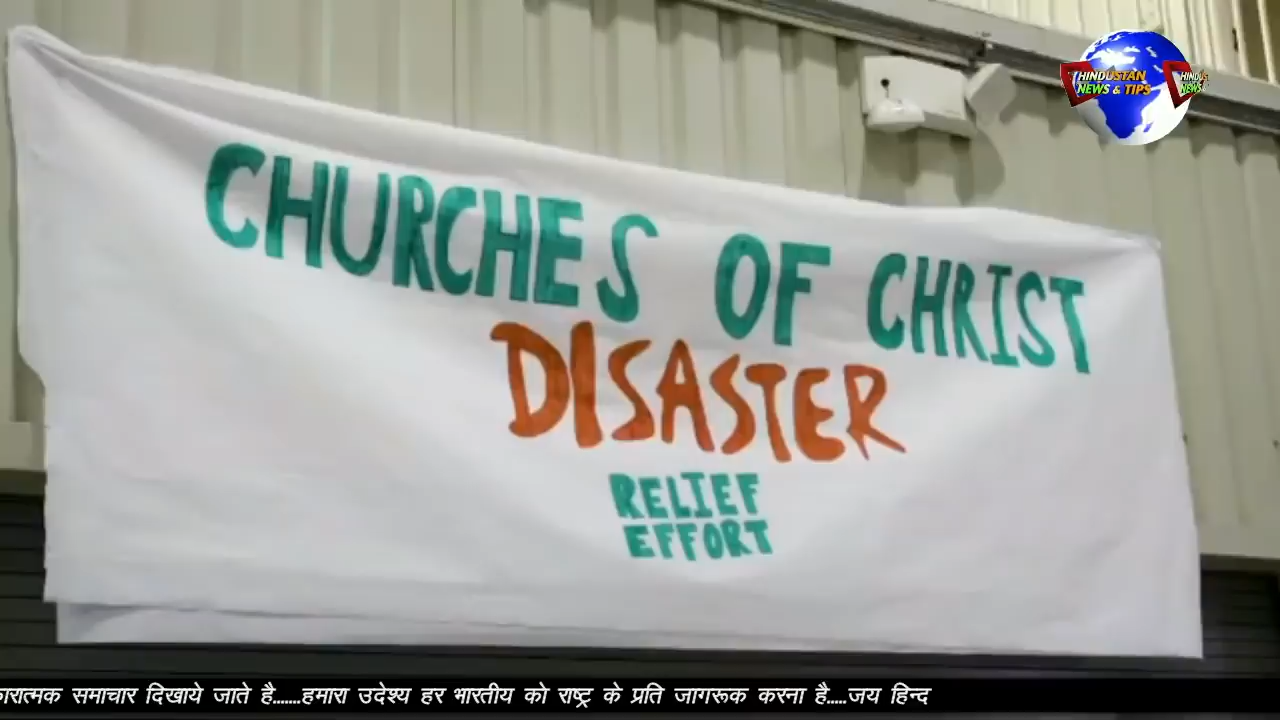 HINDUSTAN
NEWS & TIPS
CHURCHES OF CHRIST
DISASTER
RELIEF
EFFORT
समाचार दिखाये जाते है.......हमारा उदेश्य हर भारतीय को राष्ट्र के प्रति जागरूक करना है.....जय हिन्द